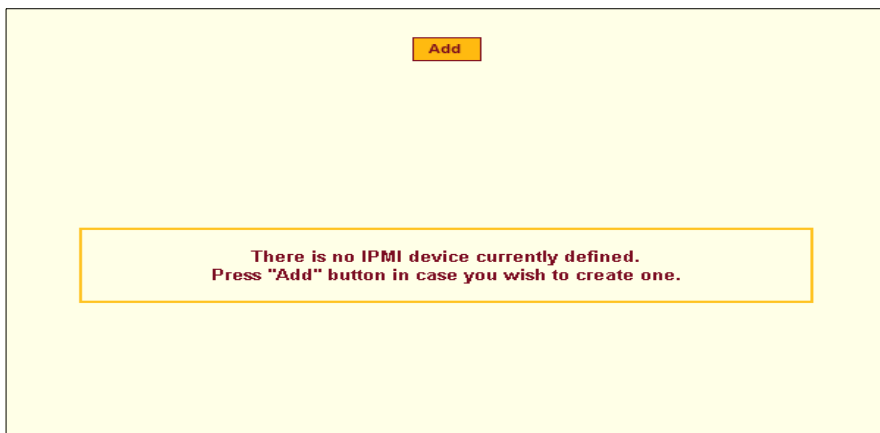 Add
There is no IPMI device currently defined.
Press "Add" button in case you wish to create one.